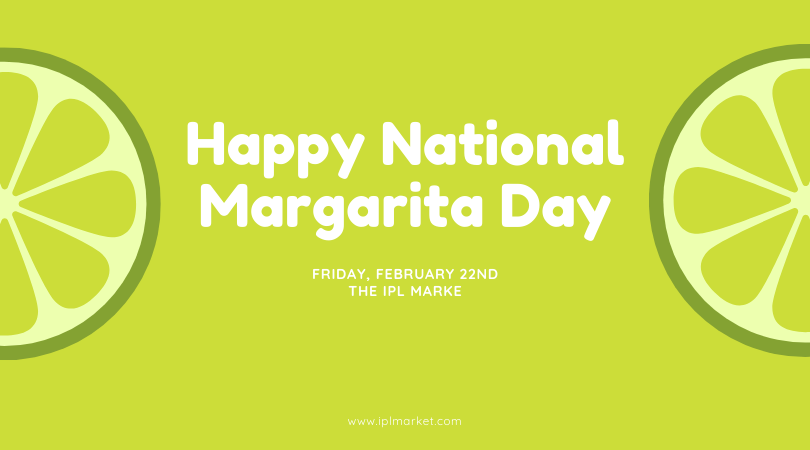 Happy National
Margarita Day
FRIDAY, FEBRUARY 22ND
THE IPL MARKE
www.iplmarket.com